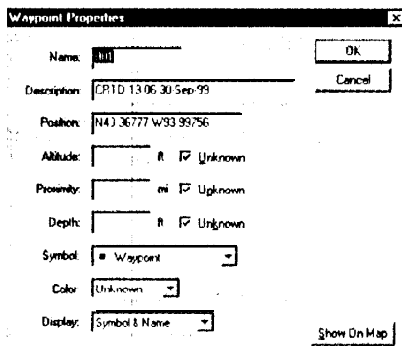 Waypoint Properties
Name:
OK
Cancel
Description: CRTD 13:06 30-Sep-99
Position: N40.36777 W93.99756
Altitude: ft Unknown
Proximity: mi Unknown
Depth: ft Unknown
Symbol: Waypoint
Color: Unknown
Display: Symbol & Name
Show On Map